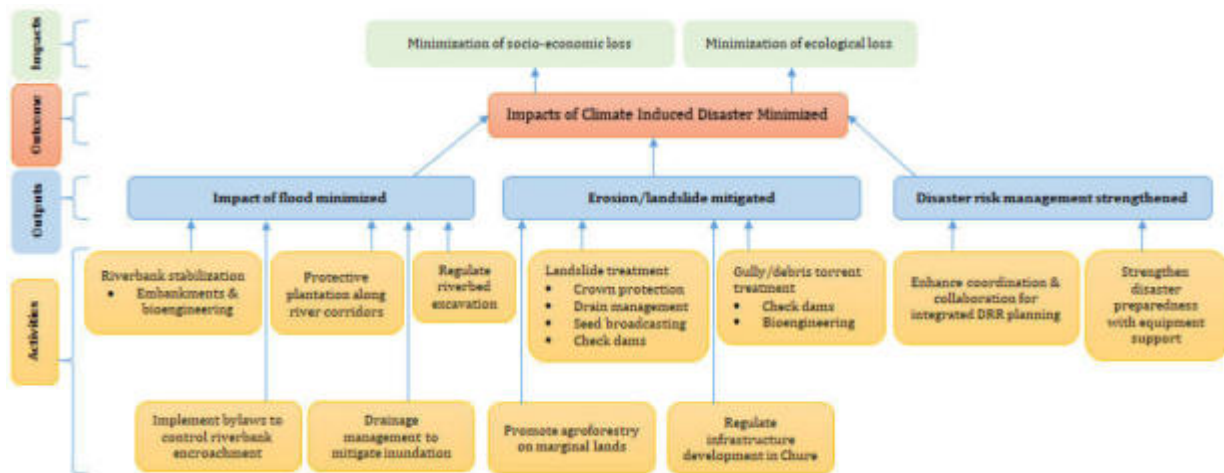 Impacts
Minimization of socio-economic loss
Minimization of ecological loss
Outcome
Impacts of Climate Induced Disaster Minimized
Outputs
Impact of flood minimized
Erosion/landslide mitigated
Disaster risk management strengthened
Activities
Riverbank stabilization
• Embankments &
bioengineering
Protective
plantation along
river corridors
Regulate
riverbed
excavation
Landslide treatment
• Crown protection
• Drain management
• Seed broadcasting
• Check dams
Gully/debris torrent
treatment
• Check dams
• Bioengineering
Enhance coordination &
collaboration for
integrated DRR planning
Strengthen
disaster
preparedness
with equipment
support
Implement bylaws to
control riverbank
encroachment
Drainage
management to
mitigate inundation
Promote agroforestry
on marginal lands
Regulate
infrastructure
development in Chure